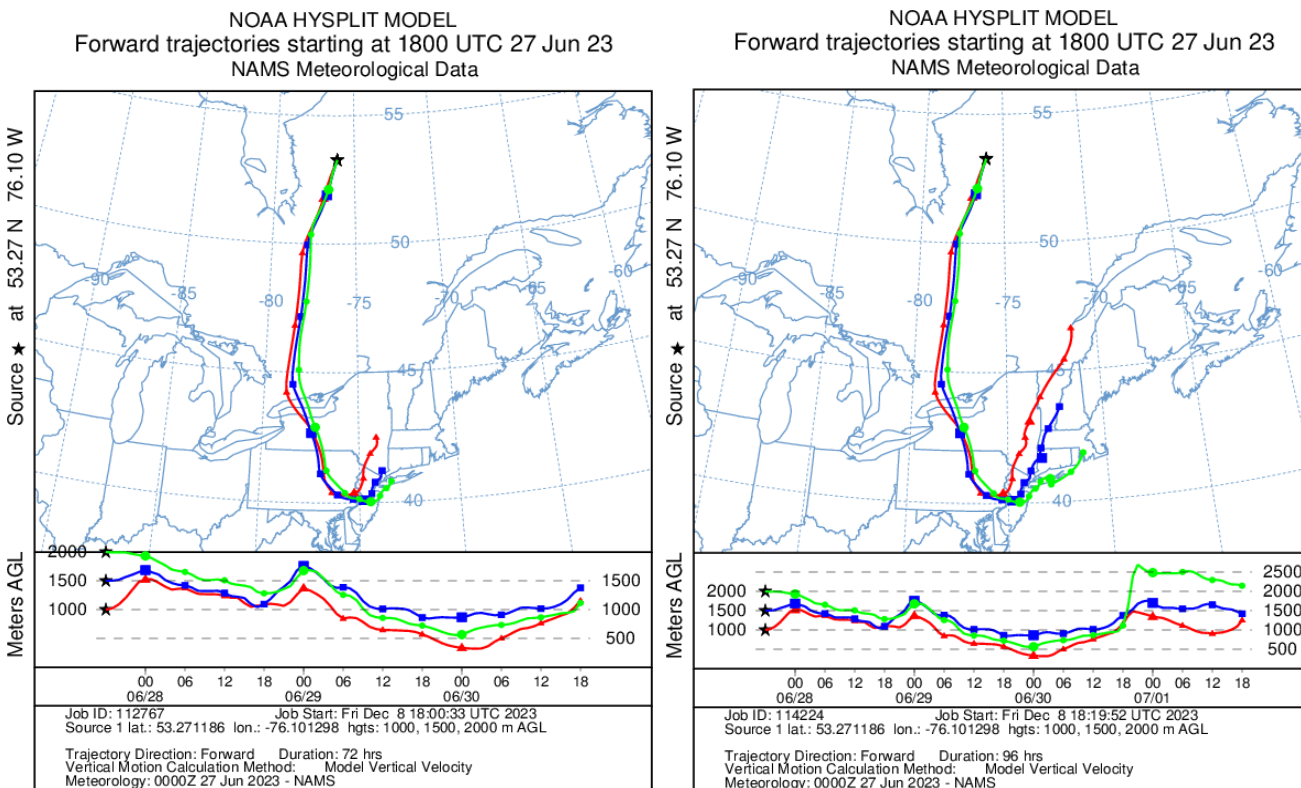 NOAA HYSPLIT MODEL
Forward trajectories starting at 1800 UTC 27 Jun 23
NAMS Meteorological Data
Source ★ at 53.27 N 76.10 W
55
50
45
40
-90
-85
-80
-75
-70
-65
-60
Meters AGL
2000
1500
1000
1500
1000
500
00 06 12 18 00 06 12 18 00 06 12 18
06/28 06/29 06/30
Job ID: 112767 Job Start: Fri Dec 8 18:00:33 UTC 2023
Source 1 lat.: 53.271186 lon.: -76.101298 hgts: 1000, 1500, 2000 m AGL
Trajectory Direction: Forward Duration: 72 hrs
Vertical Motion Calculation Method: Model Vertical Velocity
Meteorology: 0000Z 27 Jun 2023 - NAMS
NOAA HYSPLIT MODEL
Forward trajectories starting at 1800 UTC 27 Jun 23
NAMS Meteorological Data
Source ★ at 53.27 N 76.10 W
55
50
45
40
-90
-85
-80
-75
-70
-65
-60
Meters AGL
2000
1500
1000
2500
2000
1500
1000
500
00 06 12 18 00 06 12 18 00 06 12 18 00 06 12 18
06/28 06/29 06/30 07/01
Job ID: 114224 Job Start: Fri Dec 8 18:19:52 UTC 2023
Source 1 lat.: 53.271186 lon.: -76.101298 hgts: 1000, 1500, 2000 m AGL
Trajectory Direction: Forward Duration: 96 hrs
Vertical Motion Calculation Method: Model Vertical Velocity
Meteorology: 0000Z 27 Jun 2023 - NAMS